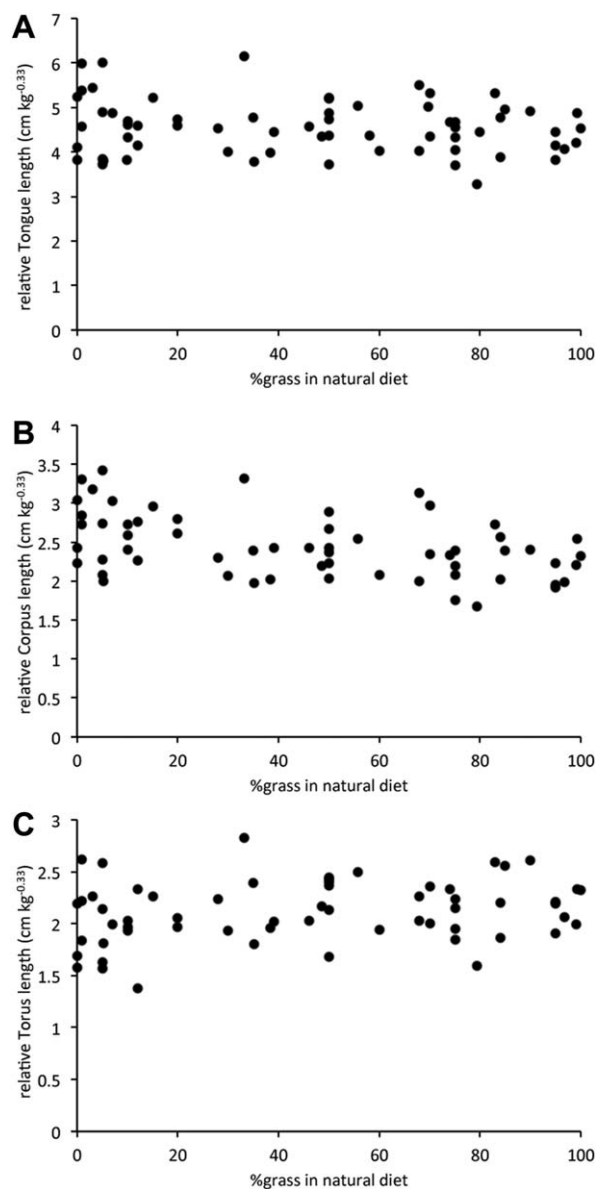 A
7
6
5
4
3
2
1
0
relative Tongue length (cm kg-0.33)
0 20 40 60 80 100
%grass in natural diet
B
4
3.5
3
2.5
2
1.5
1
0.5
0
relative Corpus length (cm kg-0.33)
0 20 40 60 80 100
%grass in natural diet
C
3
2.5
2
1.5
1
0.5
0
relative Torus length (cm kg-0.33)
0 20 40 60 80 100
%grass in natural diet